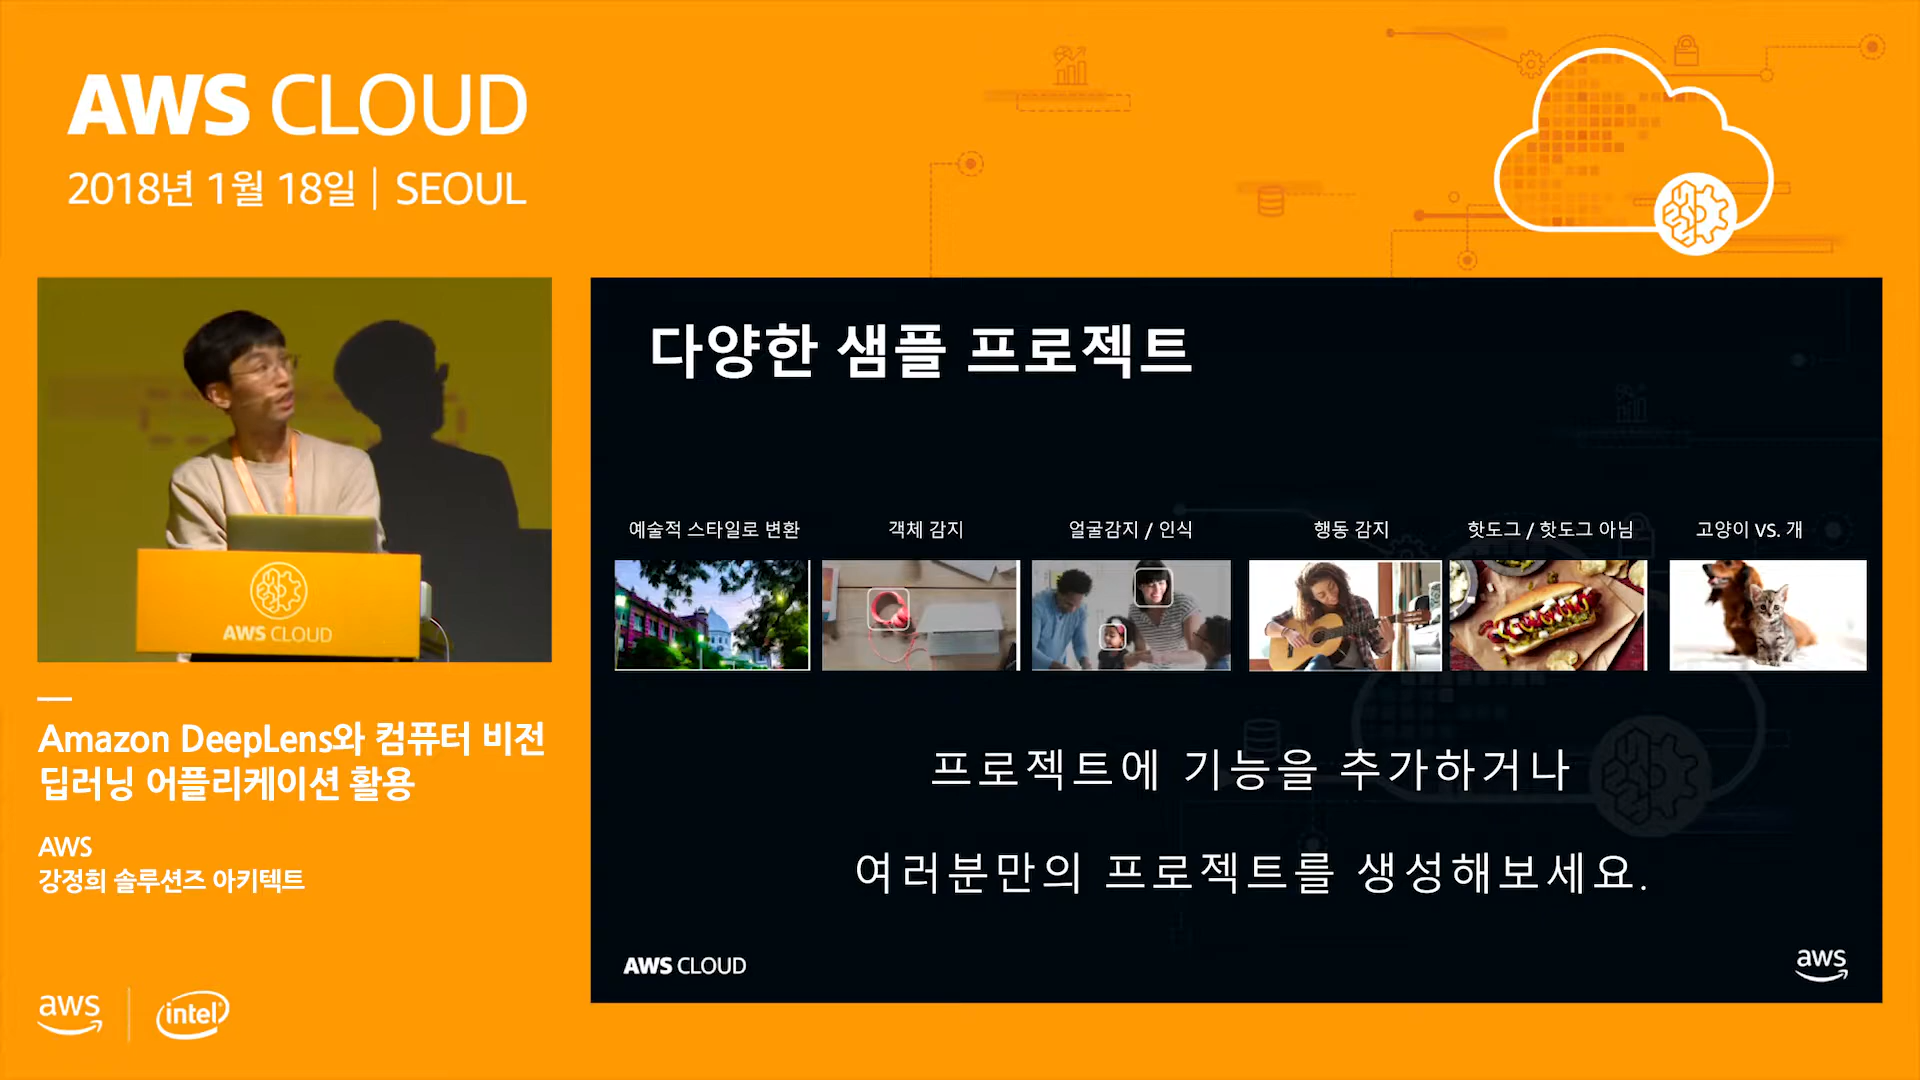 AWS CLOUD
2018년 1월 18일 | SEOUL
AWS CLOUD
Amazon DeepLens와 컴퓨터 비전
딥러닝 어플리케이션 활용
AWS
강정희 솔루션즈 아키텍트
aws
intel
다양한 샘플 프로젝트
예술적 스타일로 변환
객체 감지
얼굴감지 / 인식
행동 감지
핫도그 / 핫도그 아님
고양이 vs. 개
프로젝트에 기능을 추가하거나
여러분만의 프로젝트를 생성해보세요.
AWS CLOUD
aws